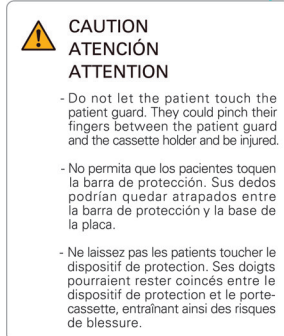 CAUTION
ATENCIÓN
ATTENTION
- Do not let the patient touch the
patient guard. They could pinch their
fingers between the patient guard
and the cassette holder and be injured.
- No permita que los pacientes toquen
la barra de protección. Sus dedos
podrían quedar atrapados entre
la barra de protección y la base de
la placa.
- Ne laissez pas les patients toucher le
dispositif de protection. Ses doigts
pourraient rester coincés entre le
dispositif de protection et le porte-
cassette, entraînant ainsi des risques
de blessure.